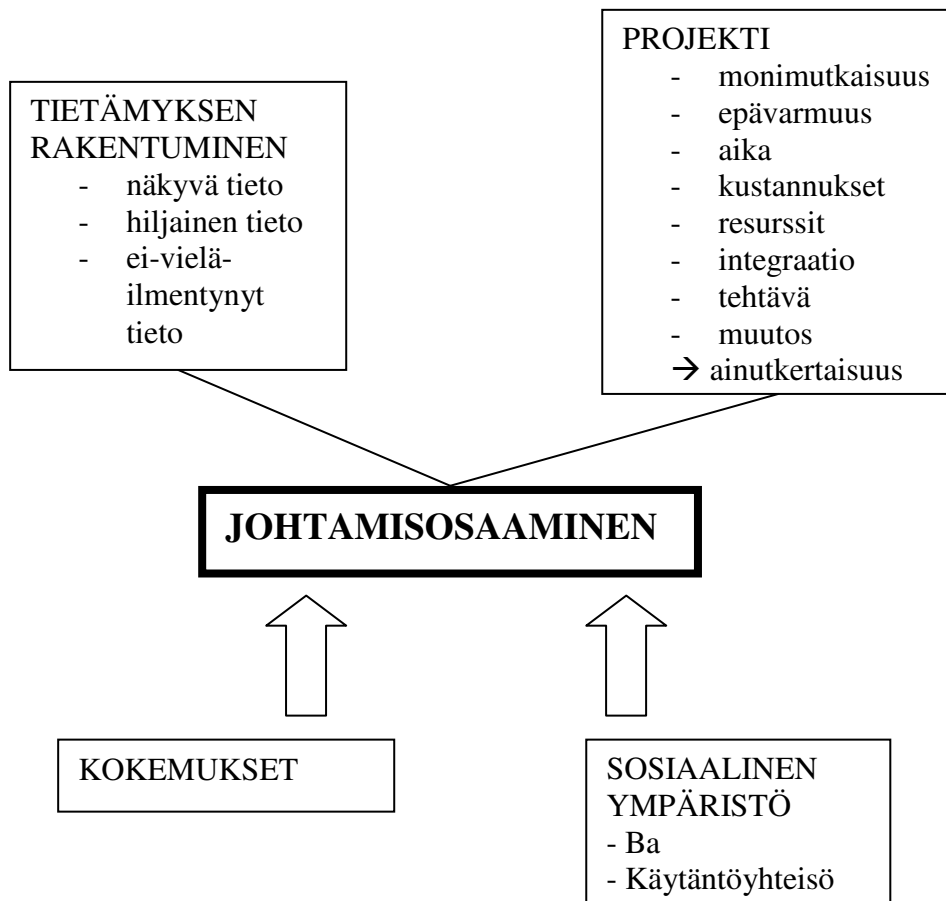 TIETÄMYKSEN
RAKENTUMINEN
- näkyvä tieto
- hiljainen tieto
- ei-vielä-
ilmentynyt
tieto
PROJEKTI
- monimutkaisuus
- epävarmuus
- aika
- kustannukset
- resurssit
- integraatio
- tehtävä
- muutos
→ ainutkertaisuus
JOHTAMISOSAAMINEN
KOKEMUKSET
SOSIAALINEN
YMPÄRISTÖ
- Ba
- Käytäntöyhteisö